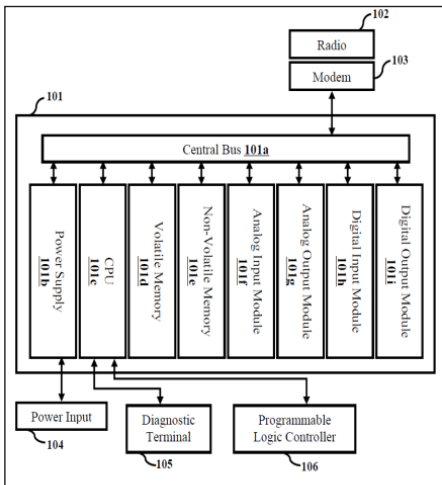 102
Radio
103
Modem
101
Central Bus 101a
Power Supply
101b
CPU
101c
Volatile Memory
101d
Non-Volatile Memory
101e
Analog Input Module
101f
Analog Output Module
101g
Digital Input Module
101h
Digital Output Module
101i
Power Input
104
Diagnostic
Terminal
105
Programmable
Logic Controller
106